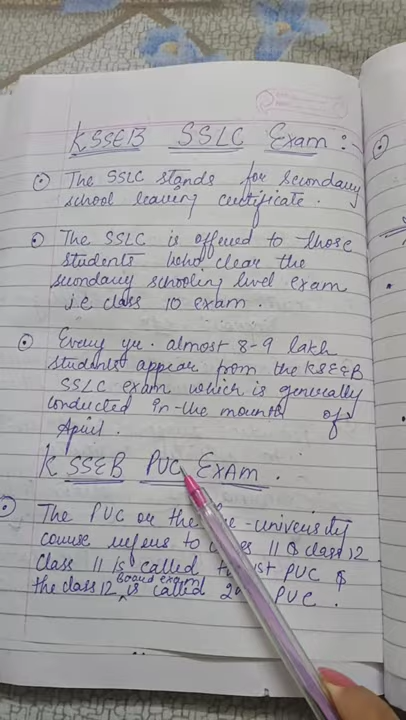 KSSEB SSLC Exam :-
The SSLC stands for Secondary
school leaving certificate.
The SSLC is offered to those
students who clear the
secondary schooling level exam
i.e class 10 exam.
Every yr. almost 8-9 lakh
students appear from the KSEEB
SSLC exam which is generally
conducted in the mounth of
April.
KSSEB PUC EXAM.
The PUC or the -university
course refers to 11 & class 12
Class 11 is called 1st PUC &
board exam
the class 12 is called PUC.